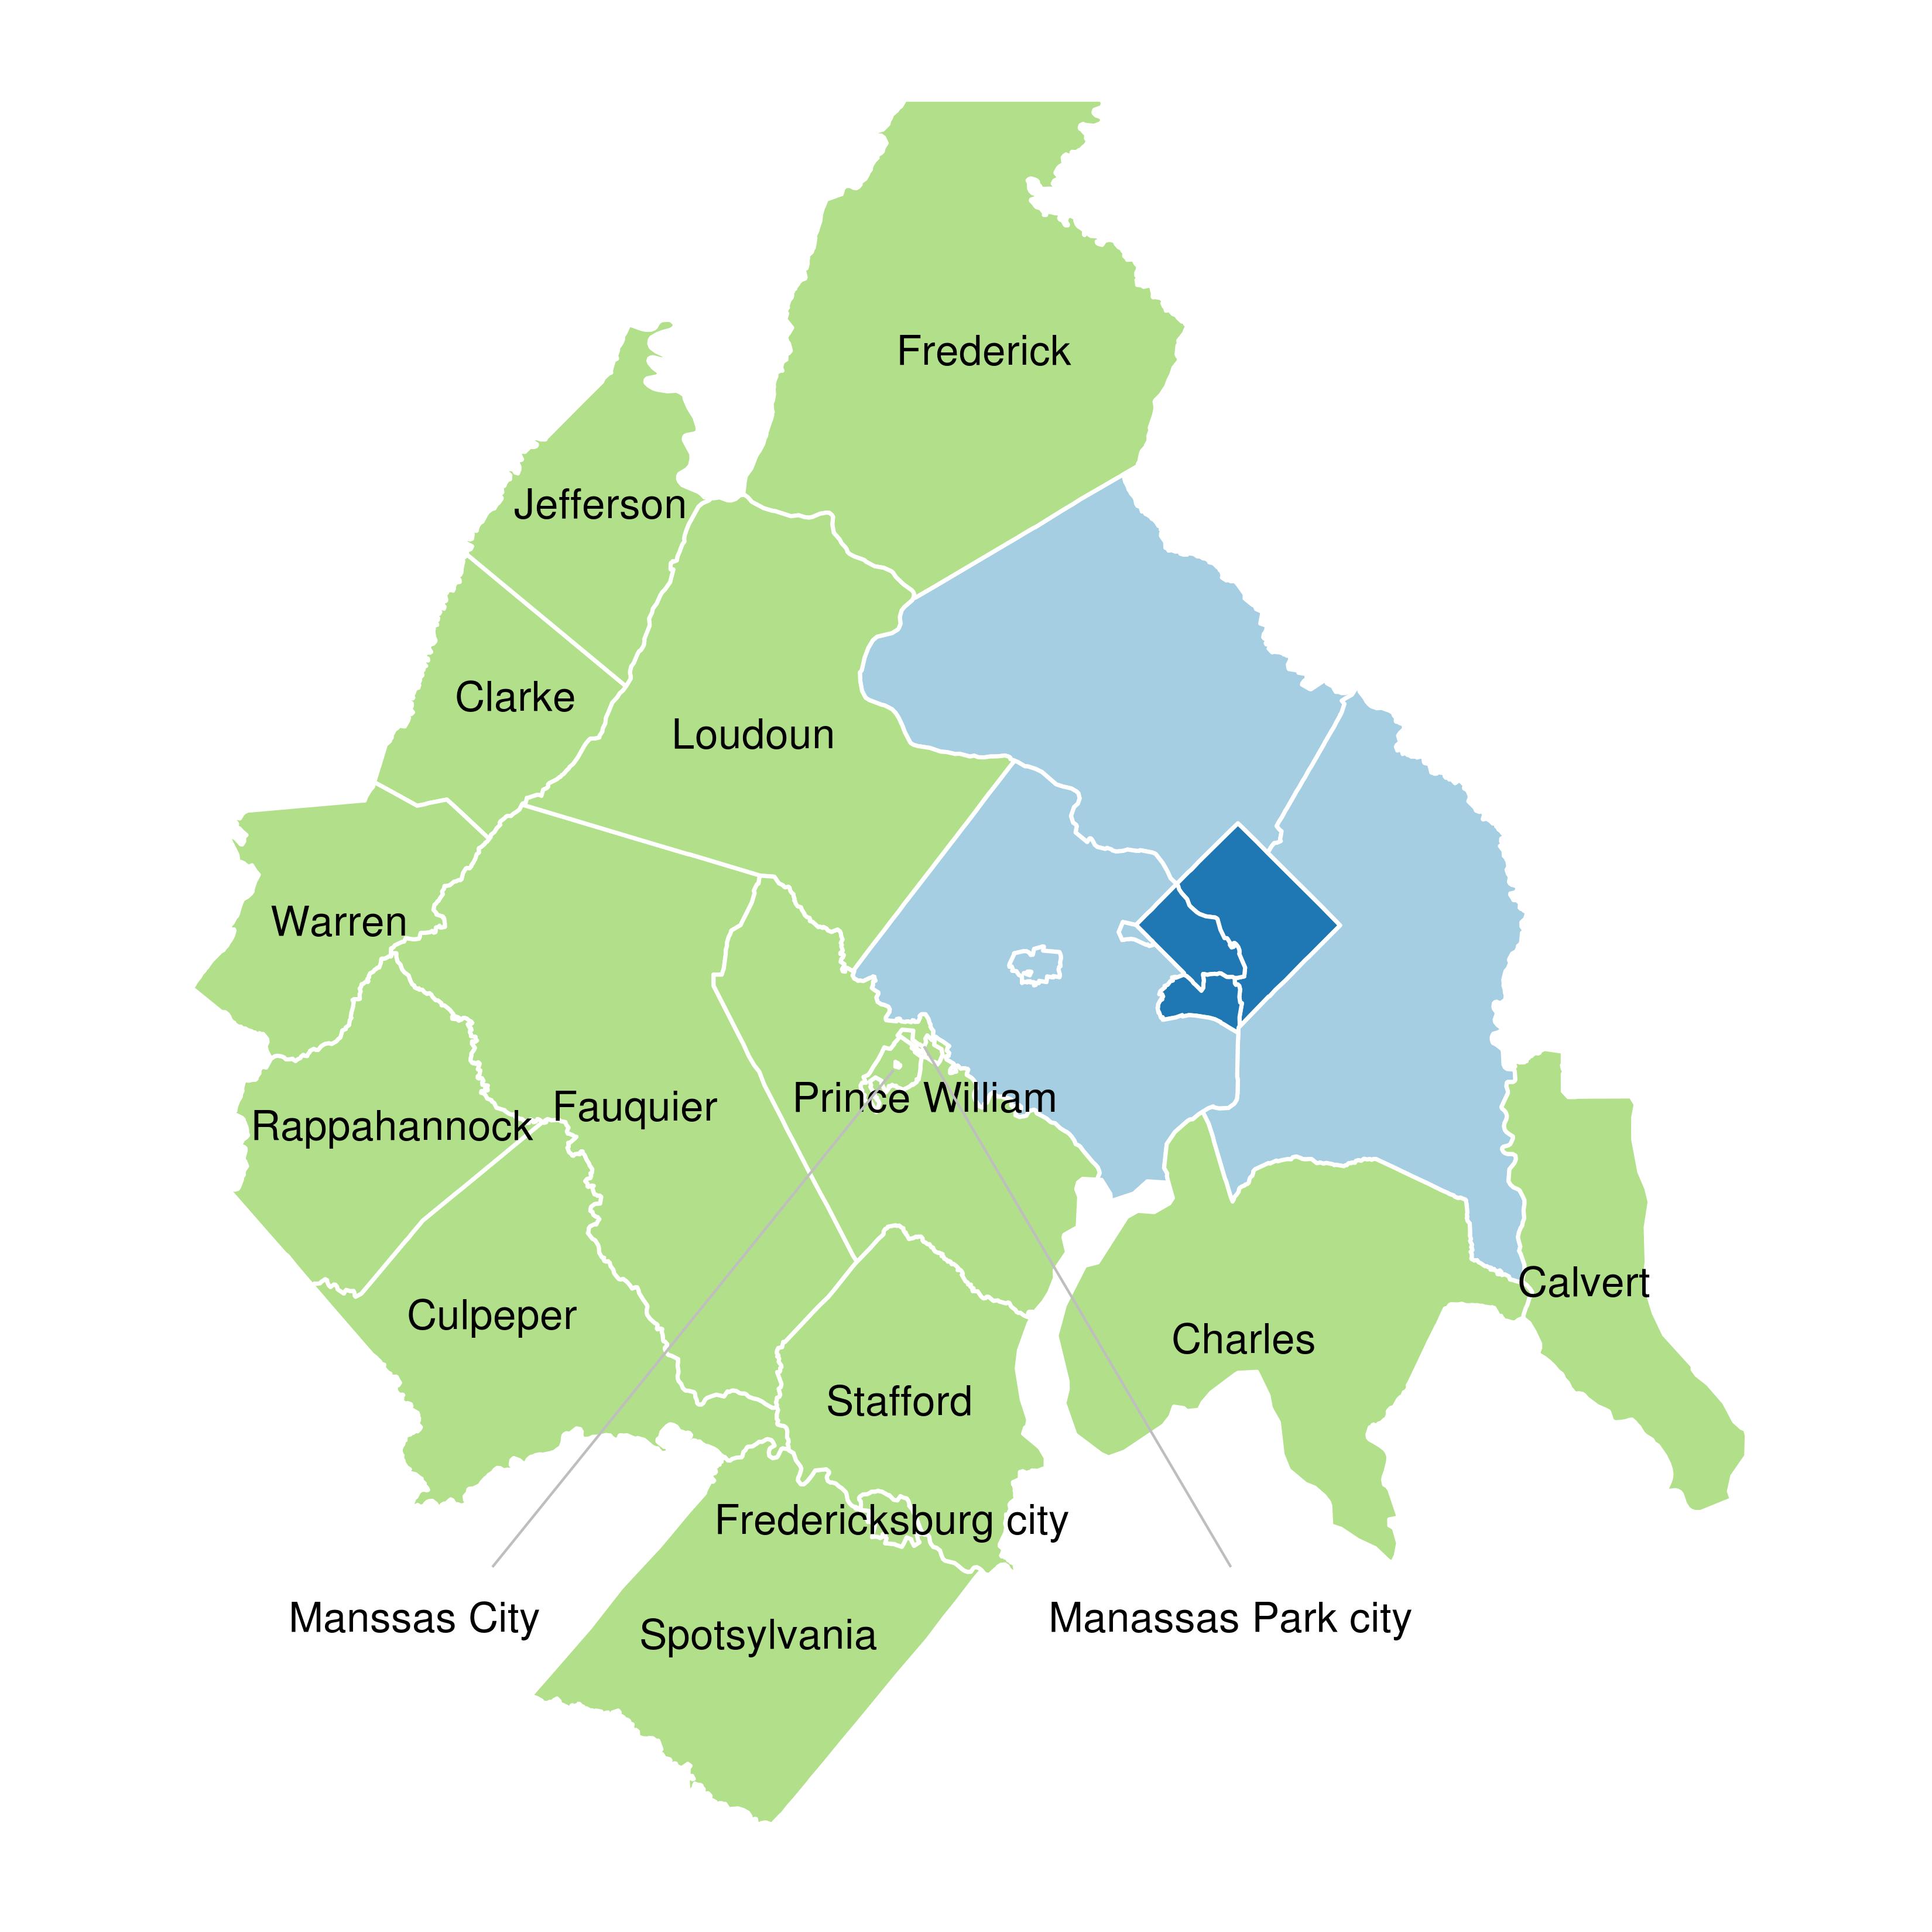 Frederick
Jefferson
Clarke
Loudoun
Warren
Prince William
Fauquier
Rappahannock
Calvert
Culpeper
Charles
Stafford
Fredericksburg city
Manssas City
Manassas Park city
Spotsylvania